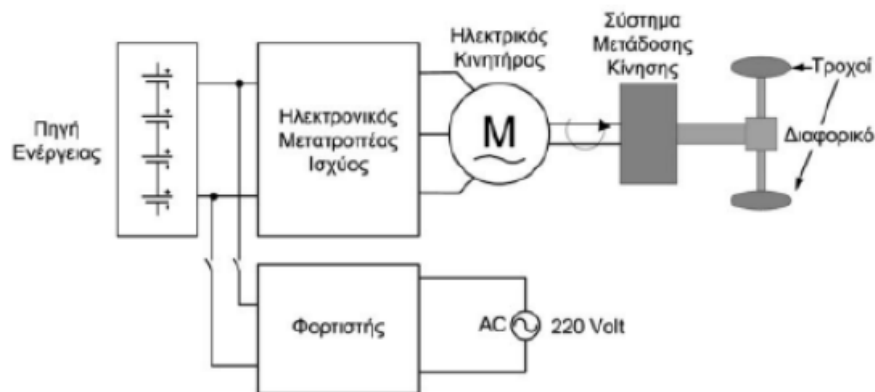 Πηγή
Ενέργειας
Ηλεκτρονικός
Μετατροπέας
Ισχύος
Ηλεκτρικός
Κινητήρας
M
Σύστημα
Μετάδοσης
Κίνησης
Τροχοί
Διαφορικό
Φορτιστής
AC
220 Volt